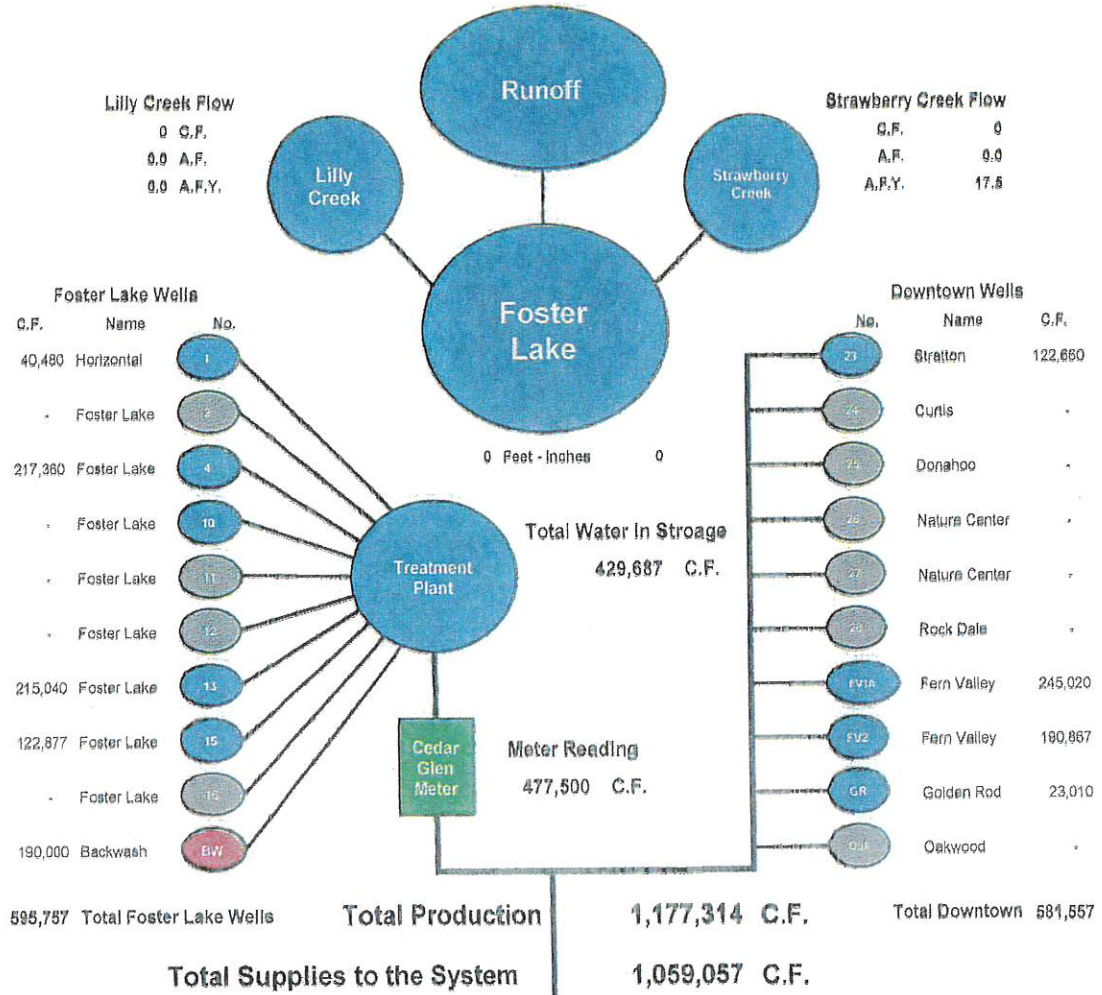 Runoff
Lilly Creek Flow
0 C.F.
0.0 A.F.
0.0 A.F.Y.
Lilly
Creek
Strawberry Creek Flow
C.F. 0
A.F. 0.0
A.F.Y. 17.5
Strawberry
Creek
Foster
Lake
0 Feet - Inches 0
Foster Lake Wells
C.F. Name No.
40,480 Horizontal 1
- Foster Lake 2
217,360 Foster Lake 4
- Foster Lake 10
- Foster Lake 11
- Foster Lake 12
215,040 Foster Lake 13
122,877 Foster Lake 15
- Foster Lake 16
190,000 Backwash BW
595,757 Total Foster Lake Wells
Treatment
Plant
Total Water In Stroage
429,687 C.F.
Cedar
Glen
Meter
Meter Reading
477,500 C.F.
Downtown Wells
No. Name C.F.
23 Stratton 122,660
24 Curtis -
25 Donahoo -
26 Nature Center -
27 Nature Center -
28 Rock Dale -
FV1A Fern Valley 245,020
FV2 Fern Valley 190,867
GR Golden Rod 23,010
Oak Oakwood -
Total Downtown 581,557
Total Production 1,177,314 C.F.
Total Supplies to the System 1,059,057 C.F.